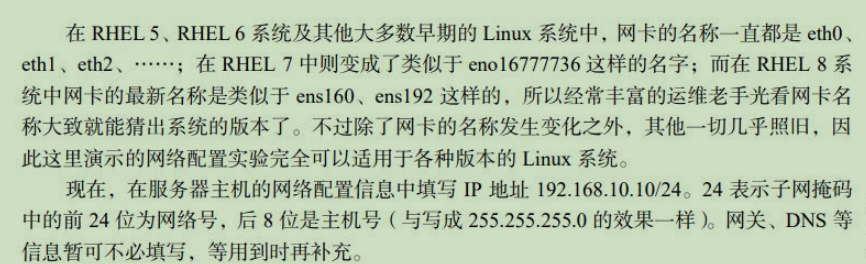 在 RHEL 5、RHEL 6 系统及其他大多数早期的 Linux 系统中，网卡的名称一直都是 eth0、
eth1、eth2、……；在 RHEL 7 中则变成了类似于 eno16777736 这样的名字；而在 RHEL 8 系
统中网卡的最新名称是类似于 ens160、ens192 这样的，所以经常丰富的运维老手光看网卡名
称大致就能猜出系统的版本了。不过除了网卡的名称发生变化之外，其他一切几乎照旧，因
此这里演示的网络配置实验完全可以适用于各种版本的 Linux 系统。
现在，在服务器主机的网络配置信息中填写 IP 地址 192.168.10.10/24。24 表示子网掩码
中的前 24 位为网络号，后 8 位是主机号（与写成 255.255.255.0 的效果一样）。网关、DNS 等
信息暂可不必填写，等用到时再补充。